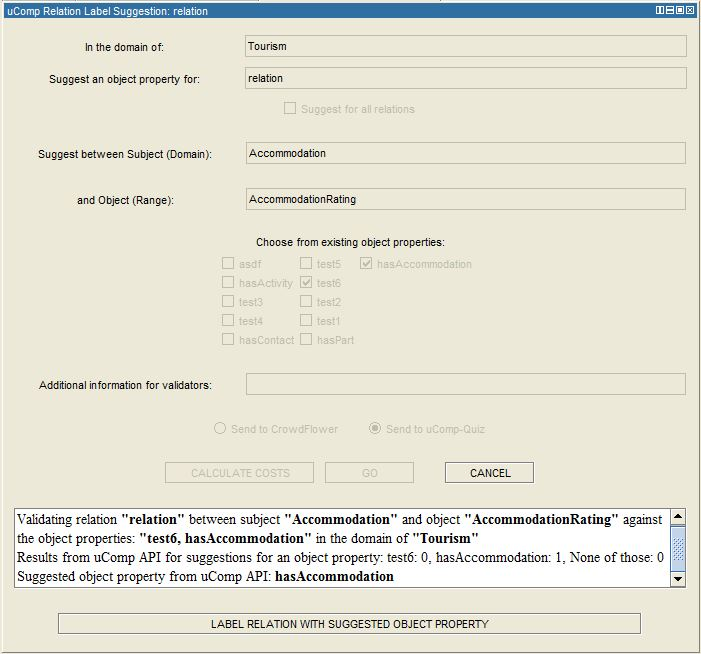 uComp Relation Label Suggestion: relation
In the domain of: Tourism
Suggest an object property for: relation
Suggest for all relations
Suggest between Subject (Domain): Accommodation
and Object (Range): AccommodationRating
Choose from existing object properties:
asdf test5 hasAccommodation
hasActivity test6
test3 test2
test4 test1
hasContact hasPart
Additional information for validators:
Send to CrowdFlower Send to uComp-Quiz
CALCULATE COSTS GO CANCEL
Validating relation "relation" between subject "Accommodation" and object "AccommodationRating" against
the object properties: "test6, hasAccommodation" in the domain of "Tourism"
Results from uComp API for suggestions for an object property: test6: 0, hasAccommodation: 1, None of those: 0
Suggested object property from uComp API: hasAccommodation
LABEL RELATION WITH SUGGESTED OBJECT PROPERTY